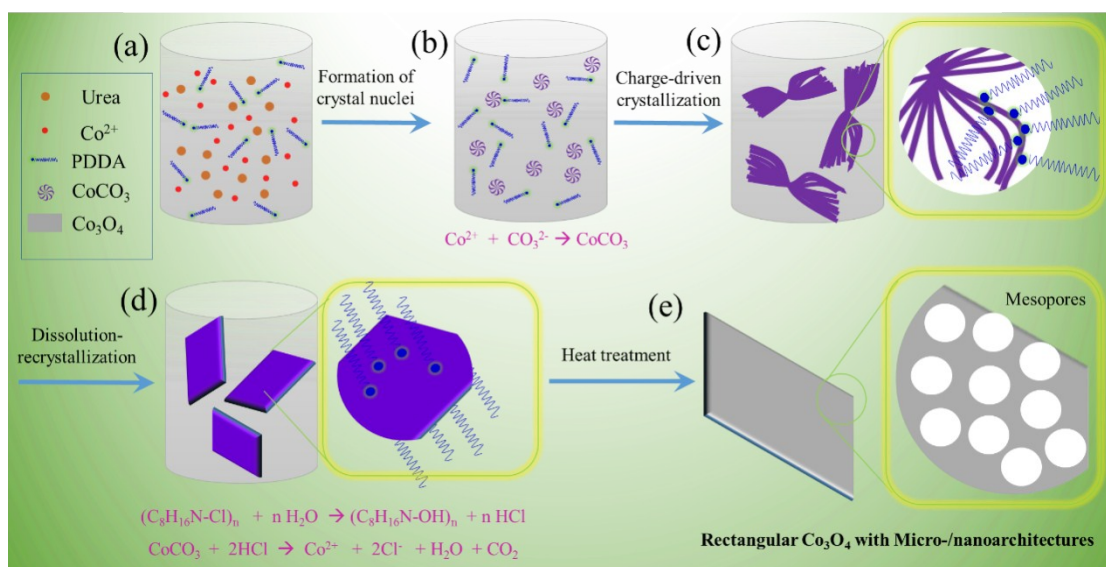 (a)
Urea
Co²⁺
PDDA
CoCO₃
Co₃O₄
Formation of
crystal nuclei
(b)
Co²⁺ + CO₃²⁻ → CoCO₃
Charge-driven
crystallization
(c)
Dissolution-
recrystallization
(d)
(C₈H₁₆N-Cl)ₙ + n H₂O → (C₈H₁₆N-OH)ₙ + n HCl
CoCO₃ + 2HCl → Co²⁺ + 2Cl⁻ + H₂O + CO₂
Heat treatment
(e)
Mesopores
Rectangular Co₃O₄ with Micro-/nanoarchitectures